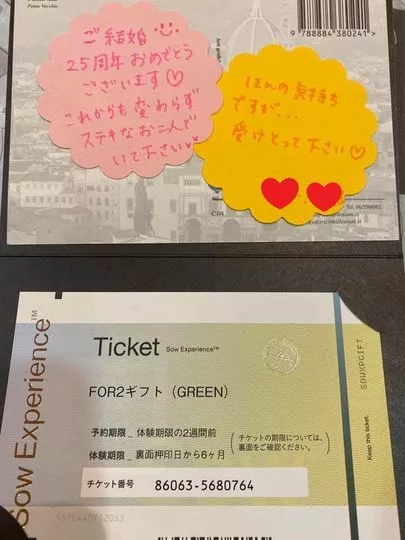 Ponte Vecchio
9 788884 380241 >
ご結婚
25周年 おめでとう
ございます♡
これからも 変わらず
ステキなお二人で
いて下さい
ほんの気持ち
ですが...
受けとって下さい♡
C.04
Tel. 06/5506902
Sow Experience™
Ticket Sow Experience™
FOR2ギフト（GREEN）
予約期限_体験期限の2週間前
体験期限_裏面押印日から6ヶ月
（チケットの期限については、
裏面をご確認ください。）
チケット番号 86063-5680764
SOWXPGIFT
Keep this ticket.